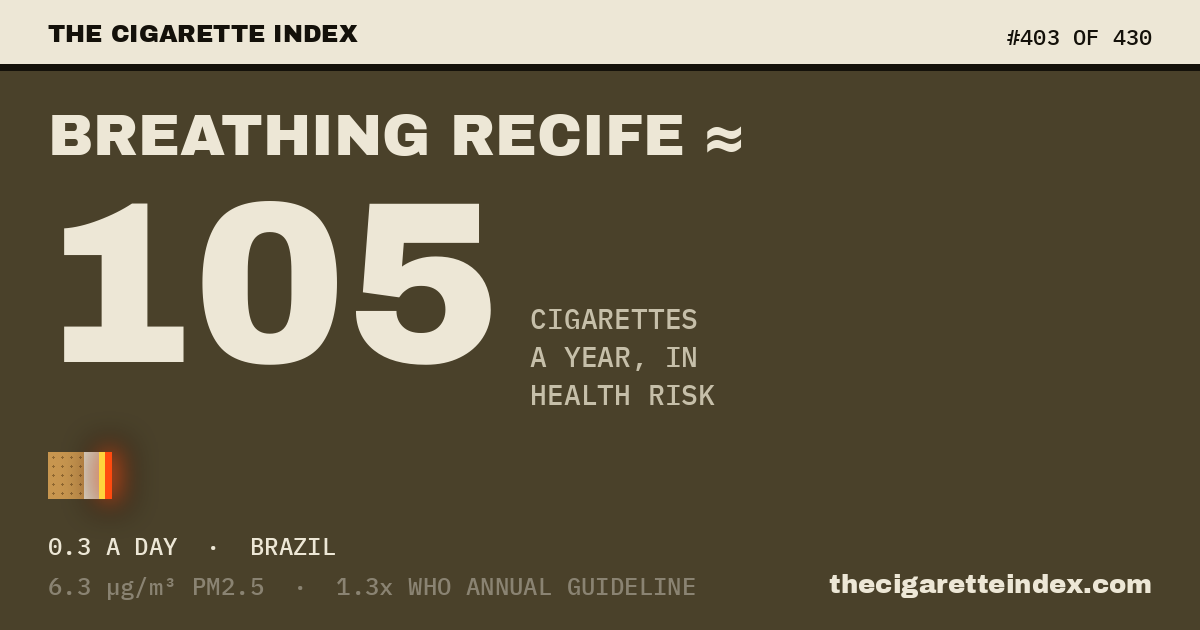 THE CIGARETTE INDEX
#403 OF 430
BREATHING RECIFE ≈
105
CIGARETTES
A YEAR, IN
HEALTH RISK
0.3 A DAY · BRAZIL
6.3 µg/m³ PM2.5 · 1.3x WHO ANNUAL GUIDELINE
thecigaretteindex.com